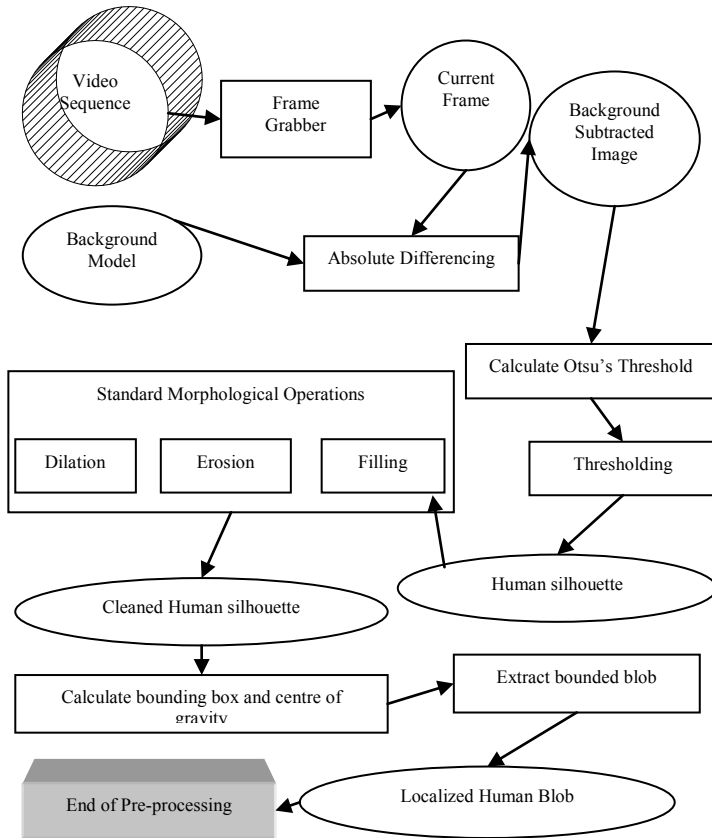 Video
Sequence
Frame
Grabber
Current
Frame
Background
Subtracted
Image
Background
Model
Absolute Differencing
Calculate Otsu’s Threshold
Standard Morphological Operations
Dilation
Erosion
Filling
Thresholding
Human silhouette
Cleaned Human silhouette
Calculate bounding box and centre of
gravity
Extract bounded blob
Localized Human Blob
End of Pre-processing